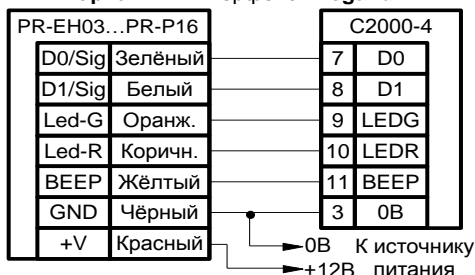 PR-EH03...PR-P16 C2000-4
D0/Sig Зелёный 7 D0
D1/Sig Белый 8 D1
Led-G Оранж. 9 LEDG
Led-R Коричн. 10 LEDR
BEEP Жёлтый 11 BEEP
GND Чёрный 3 0В
+V Красный 0В К источнику
+12В питания